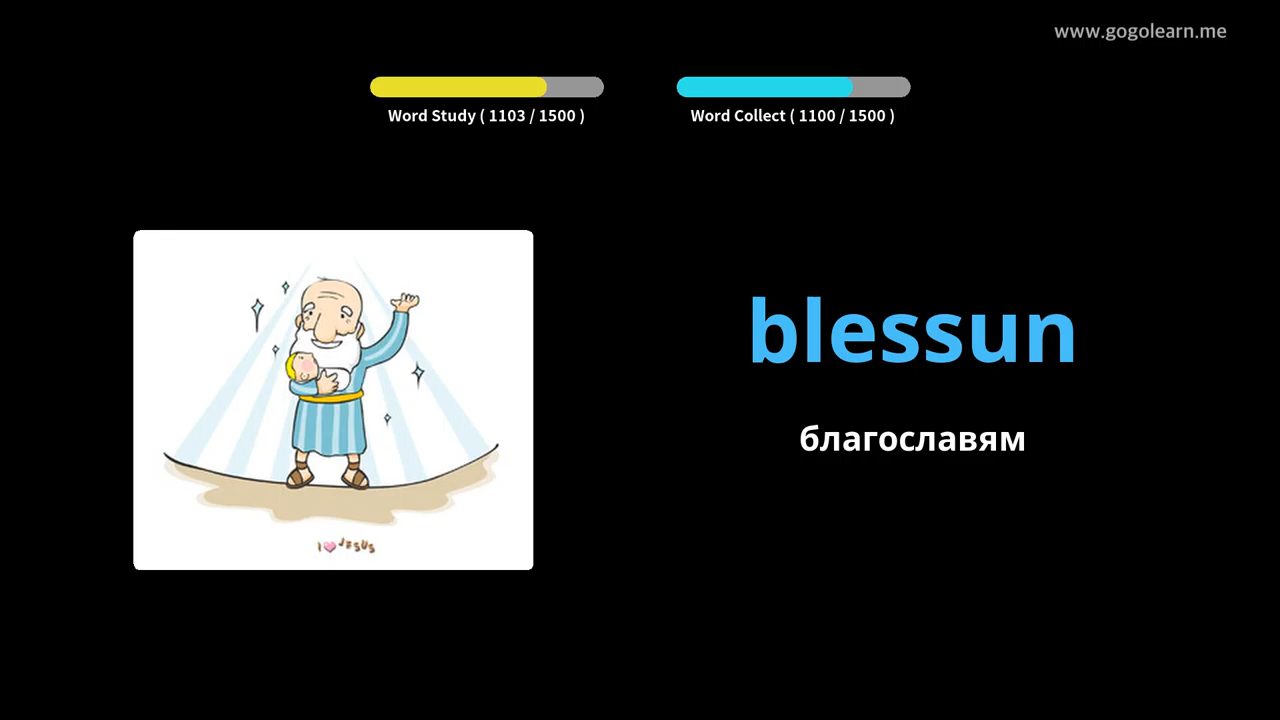 www.gogolearn.me
Word Study ( 1103 / 1500 )
Word Collect ( 1100 / 1500 )
blessun
благославям
I ❤ JESUS